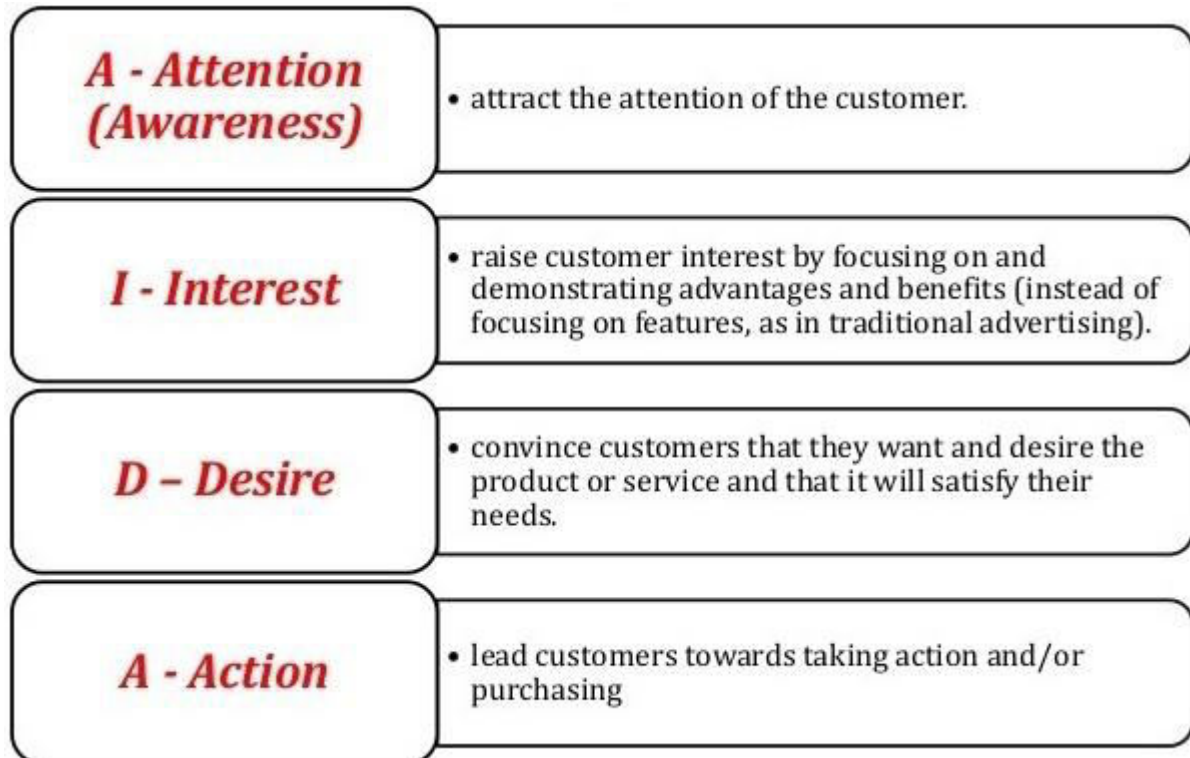 A - Attention
(Awareness)
• attract the attention of the customer.
I - Interest
• raise customer interest by focusing on and
demonstrating advantages and benefits (instead of
focusing on features, as in traditional advertising).
D – Desire
• convince customers that they want and desire the
product or service and that it will satisfy their
needs.
A - Action
• lead customers towards taking action and/or
purchasing